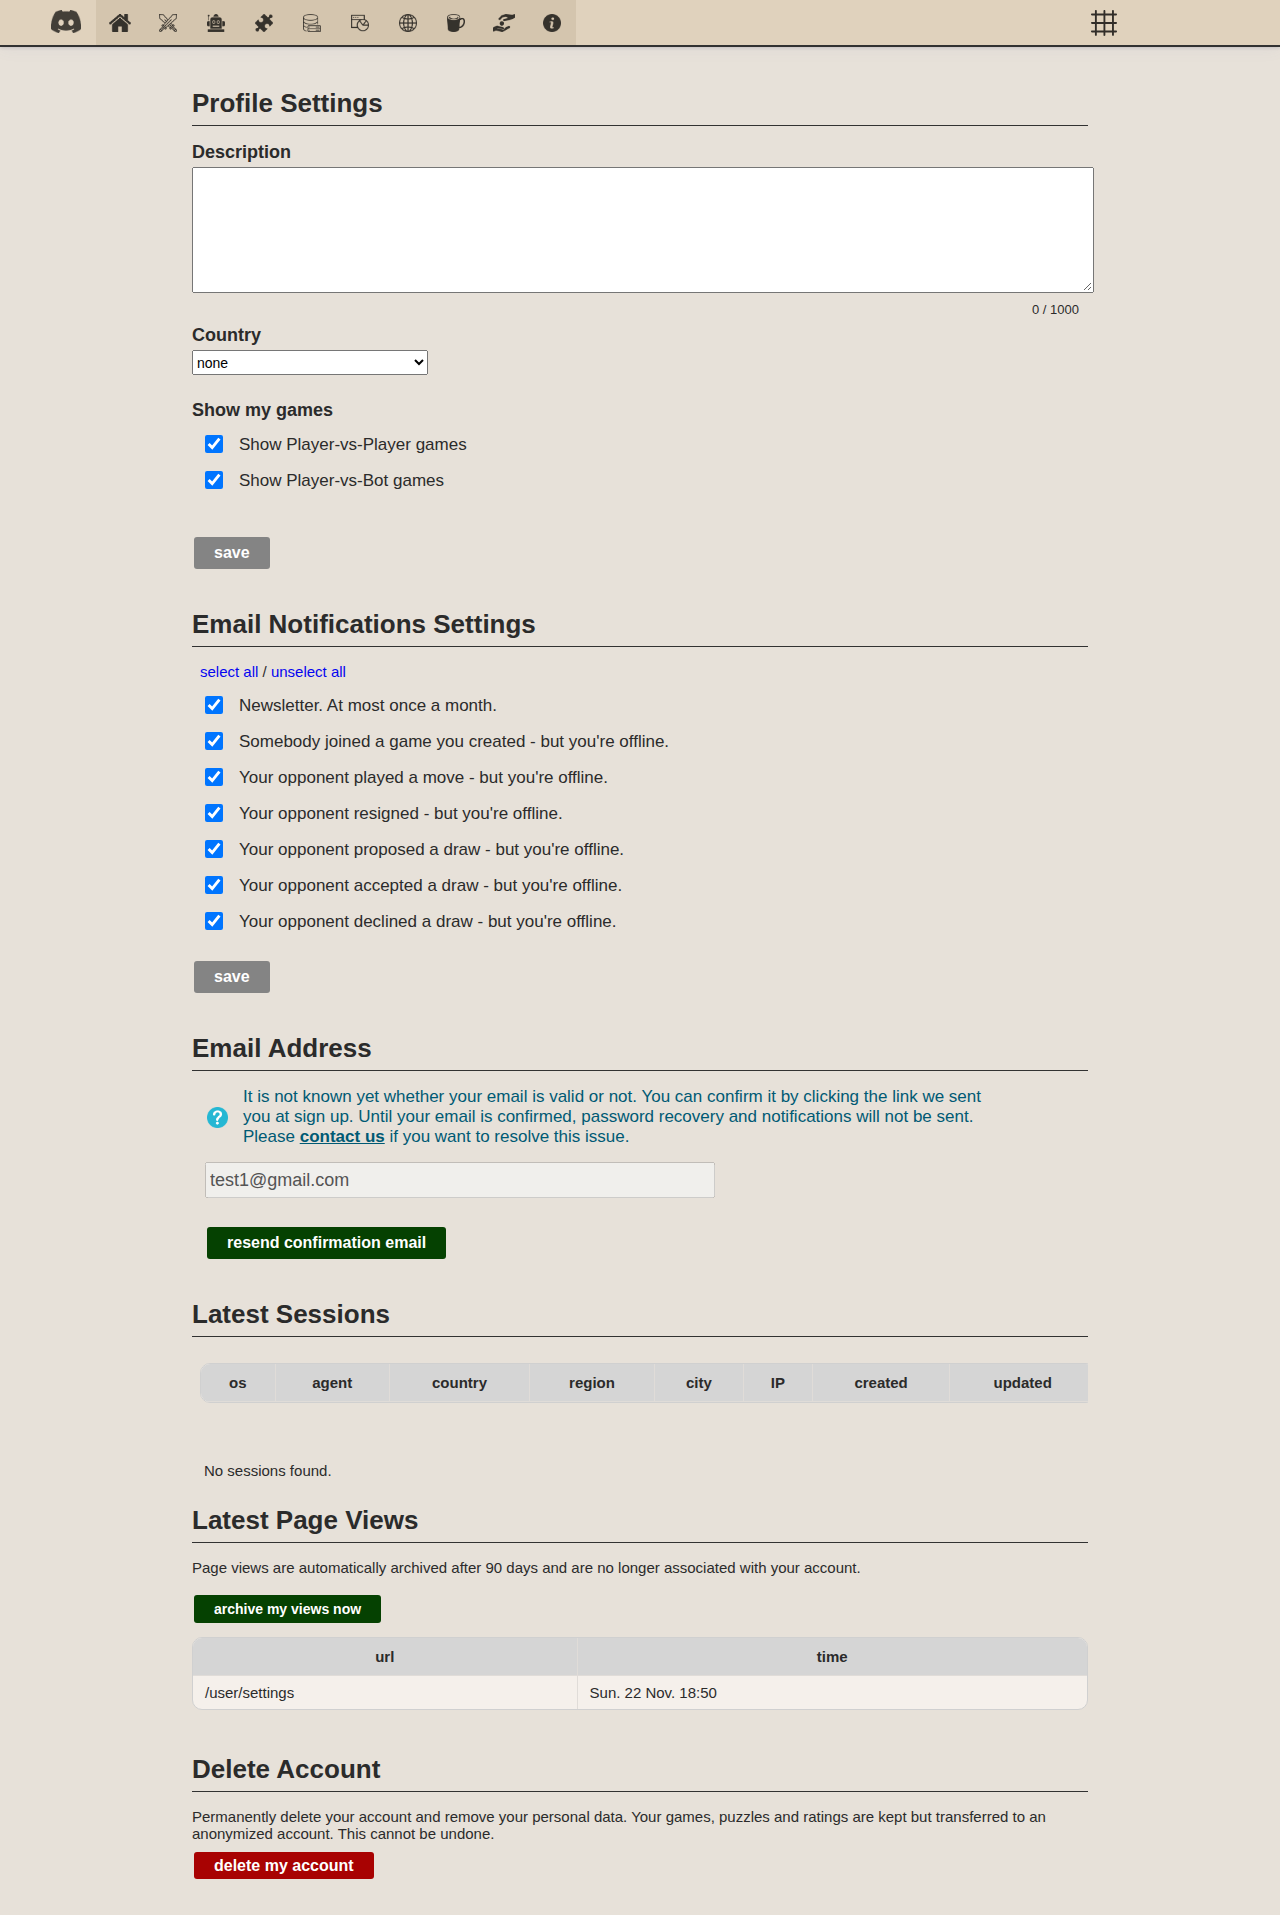 Profile Settings
Description
0 / 1000
Country
none
Show my games
Show Player-vs-Player games
Show Player-vs-Bot games
save
Email Notifications Settings
select all / unselect all
Newsletter. At most once a month.
Somebody joined a game you created - but you're offline.
Your opponent played a move - but you're offline.
Your opponent resigned - but you're offline.
Your opponent proposed a draw - but you're offline.
Your opponent accepted a draw - but you're offline.
Your opponent declined a draw - but you're offline.
save
Email Address
It is not known yet whether your email is valid or not. You can confirm it by clicking the link we sent
you at sign up. Until your email is confirmed, password recovery and notifications will not be sent.
Please contact us if you want to resolve this issue.
test1@gmail.com
resend confirmation email
Latest Sessions
os agent country region city IP created updated
No sessions found.
Latest Page Views
Page views are automatically archived after 90 days and are no longer associated with your account.
archive my views now
url time
/user/settings Sun. 22 Nov. 18:50
Delete Account
Permanently delete your account and remove your personal data. Your games, puzzles and ratings are kept but transferred to an
anonymized account. This cannot be undone.
delete my account